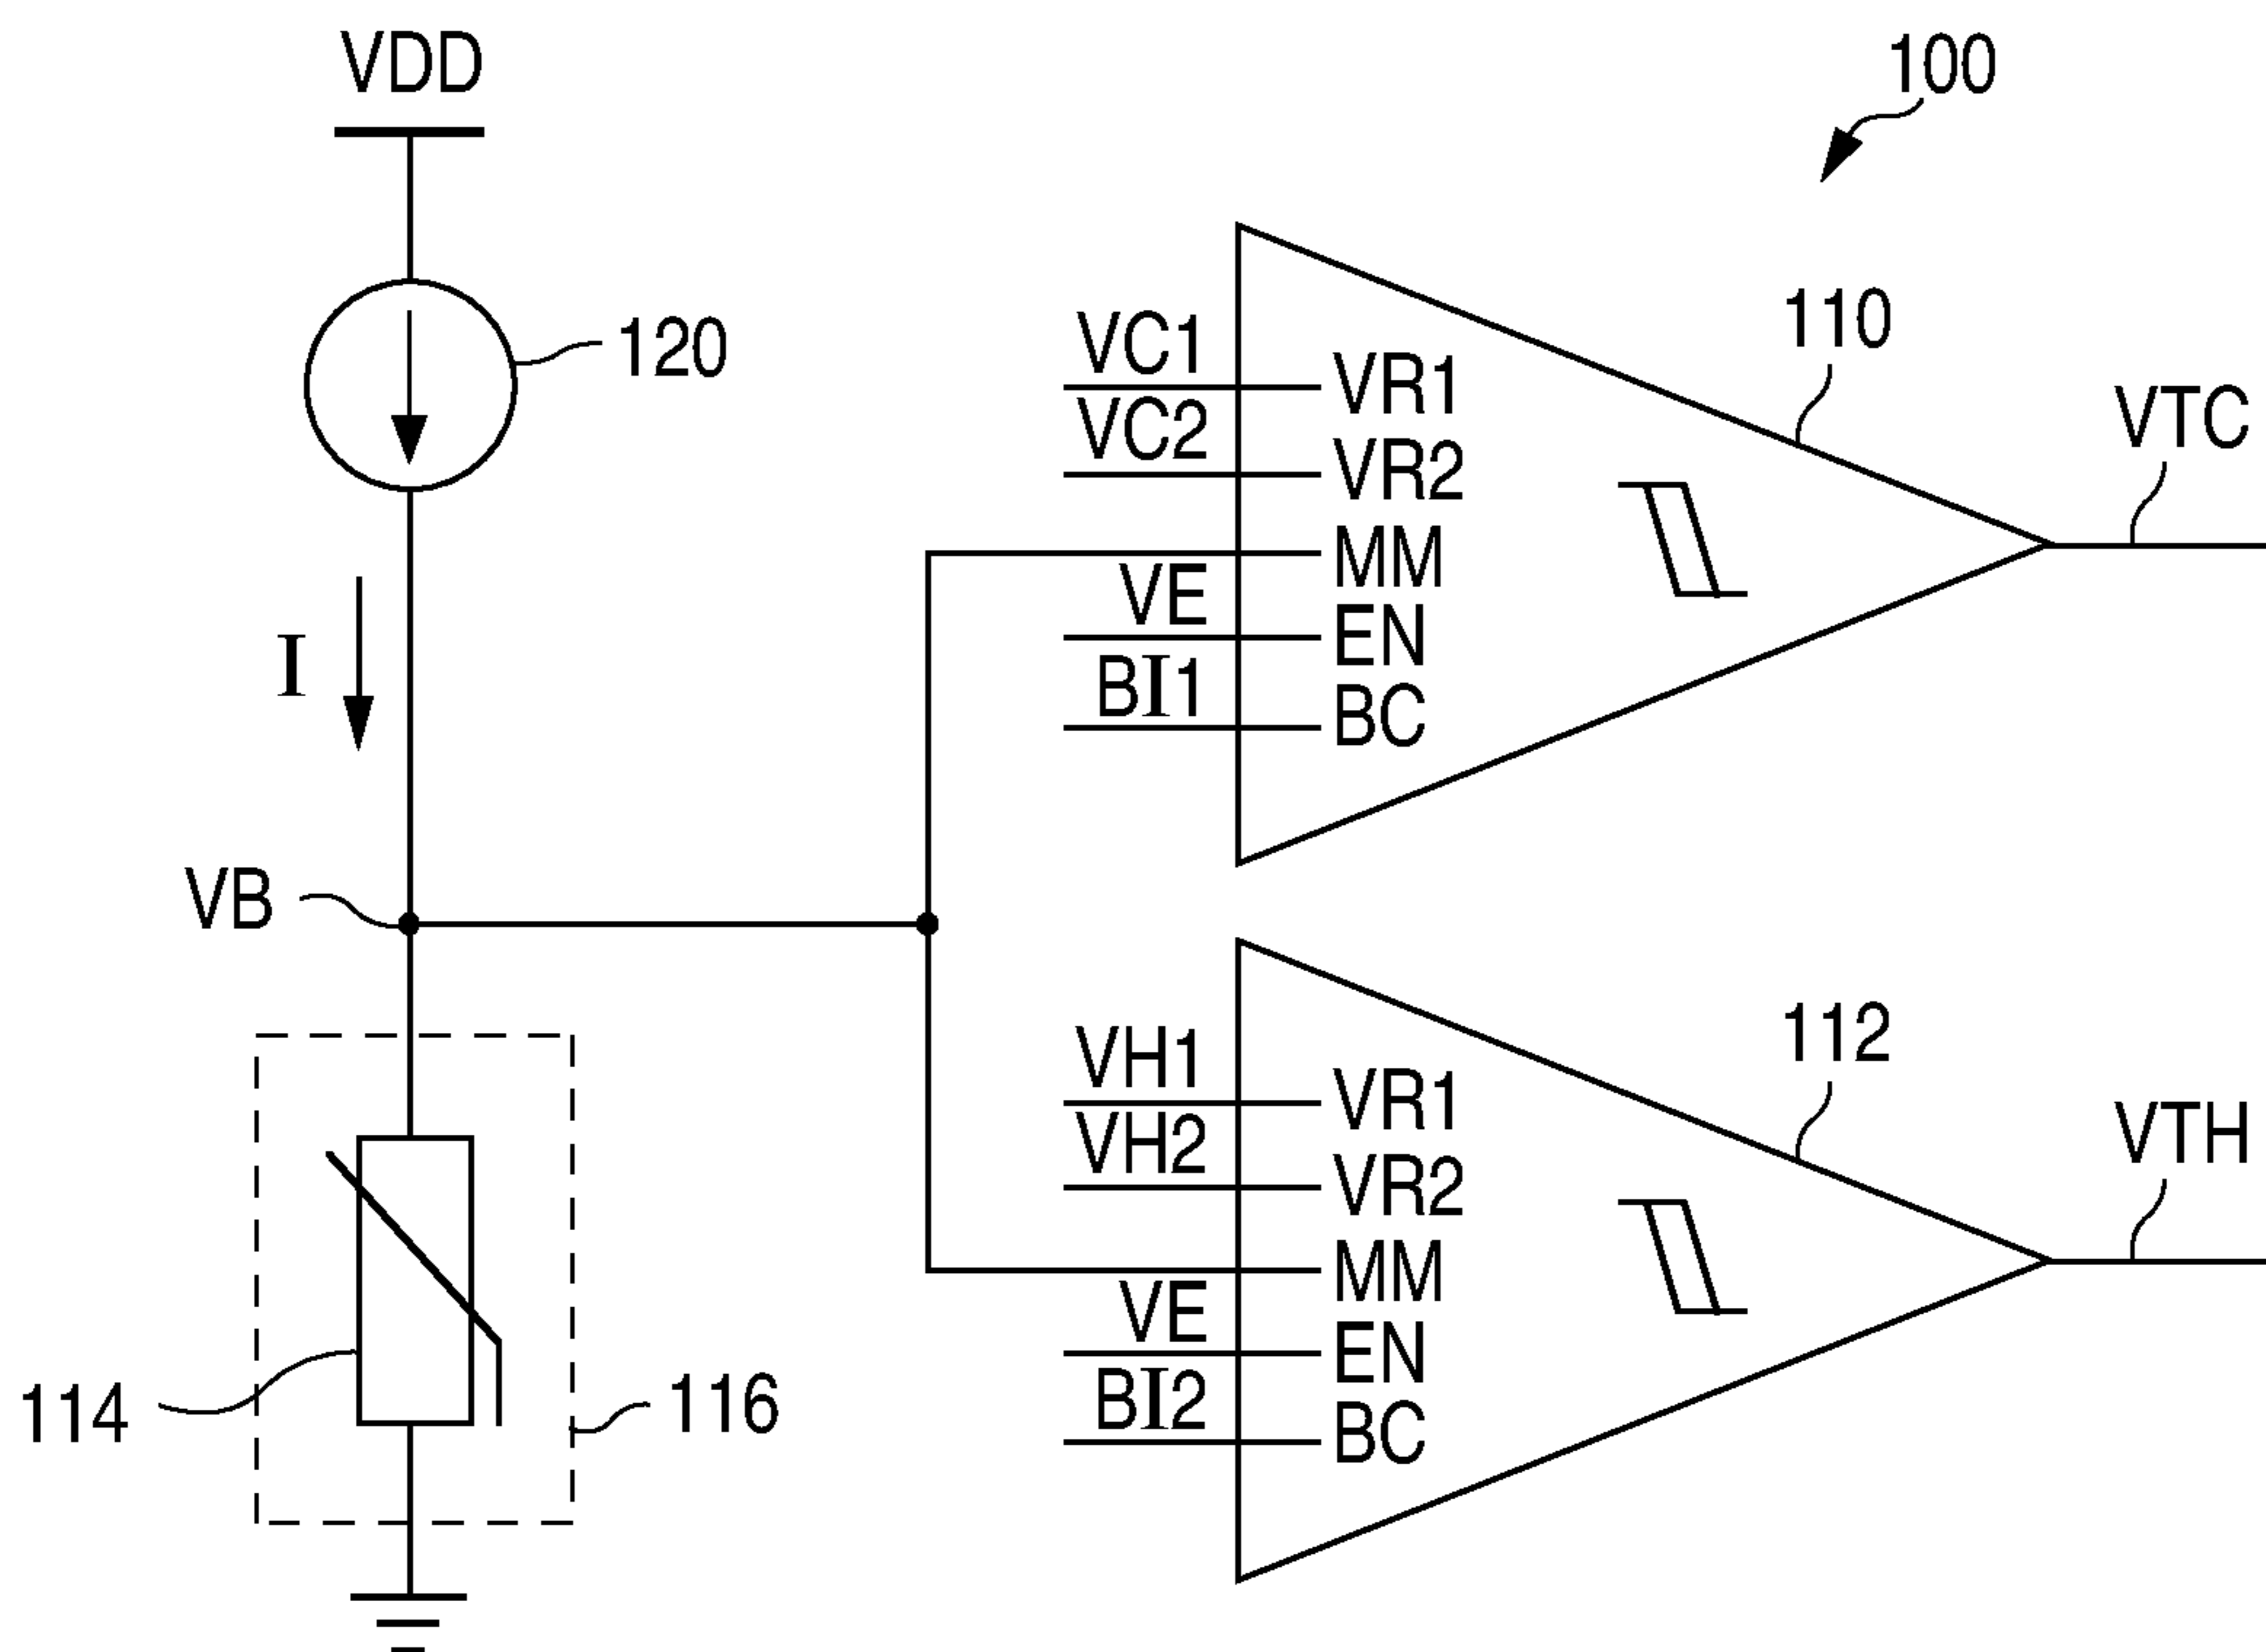 VDD
100
120
110
VC1
VR1
VTC
VC2
VR2
MM
VE
EN
I
BI1
BC
VB
112
VH1
VR1
VTH
VH2
VR2
MM
VE
EN
114
116
BI2
BC